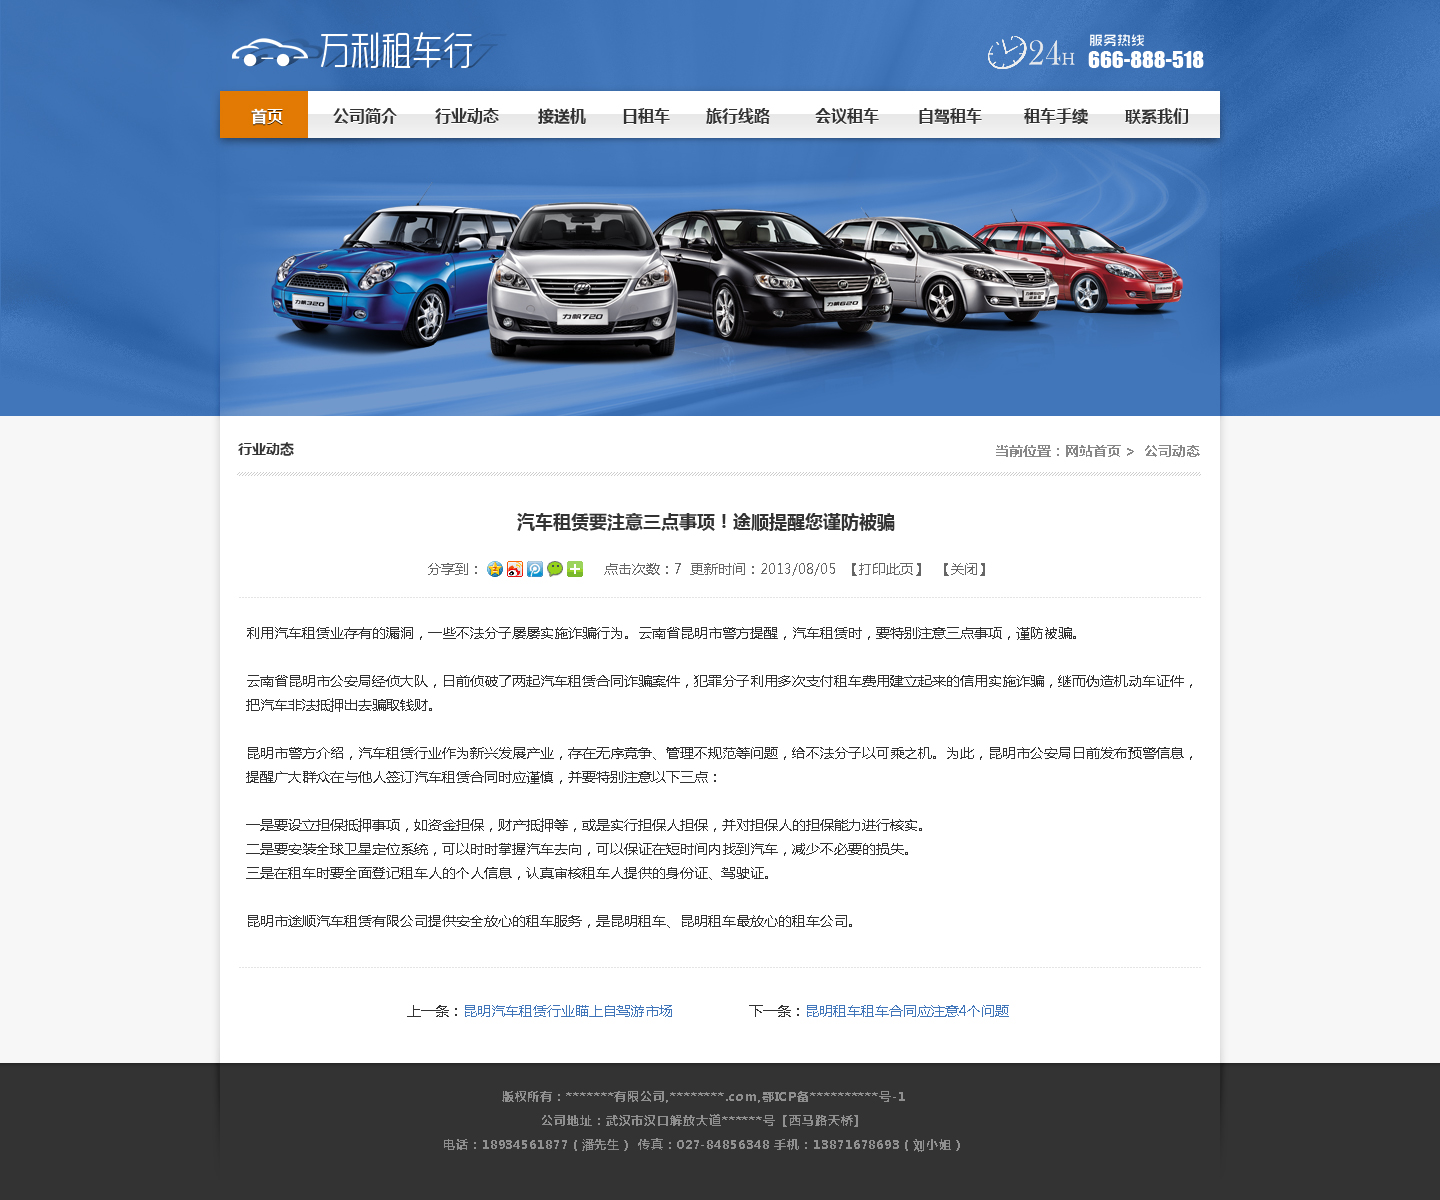 万利租车行
24H
服务热线
666-888-518
首页 公司简介 行业动态 接送机 日租车 旅行线路 会议租车 自驾租车 租车手续 联系我们
力帆320
力帆720
力帆620
行业动态
当前位置：网站首页 > 公司动态
汽车租赁要注意三点事项！途顺提醒您谨防被骗
分享到： 点击次数：7 更新时间：2013/08/05 【打印此页】 【关闭】
利用汽车租赁业存有的漏洞，一些不法分子屡屡实施诈骗行为。云南省昆明市警方提醒，汽车租赁时，要特别注意三点事项，谨防被骗。
云南省昆明市公安局经侦大队，日前侦破了两起汽车租赁合同诈骗案件，犯罪分子利用多次支付租车费用建立起来的信用实施诈骗，继而伪造机动车证件，
把汽车非法抵押出去骗取钱财。
昆明市警方介绍，汽车租赁行业作为新兴发展产业，存在无序竞争、管理不规范等问题，给不法分子以可乘之机。为此，昆明市公安局日前发布预警信息，
提醒广大群众在与他人签订汽车租赁合同时应谨慎，并要特别注意以下三点：
一是要设立担保抵押事项，如资金担保，财产抵押等，或是实行担保人担保，并对担保人的担保能力进行核实。
二是要安装全球卫星定位系统，可以时时掌握汽车去向，可以保证在短时间内找到汽车，减少不必要的损失。
三是在租车时要全面登记租车人的个人信息，认真审核租车人提供的身份证、驾驶证。
昆明市途顺汽车租赁有限公司提供安全放心的租车服务，是昆明租车、昆明租车最放心的租车公司。
上一条：昆明汽车租赁行业瞄上自驾游市场 下一条：昆明租车租车合同应注意4个问题
版权所有：*******有限公司,********.com,鄂ICP备**********号-1
公司地址：武汉市汉口解放大道******号［西马路天桥］
电话：18934561877（潘先生） 传真：027-84856348 手机：13871678693（刘小姐）